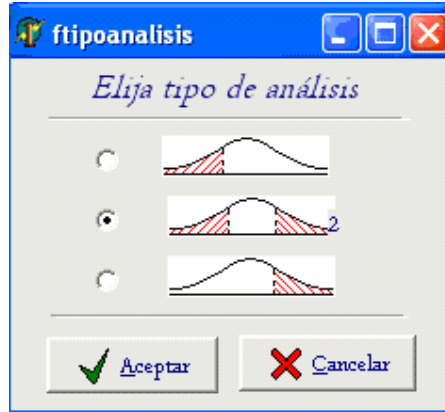 ftipoanalisis
Elija tipo de análisis
2
Aceptar
Cancelar